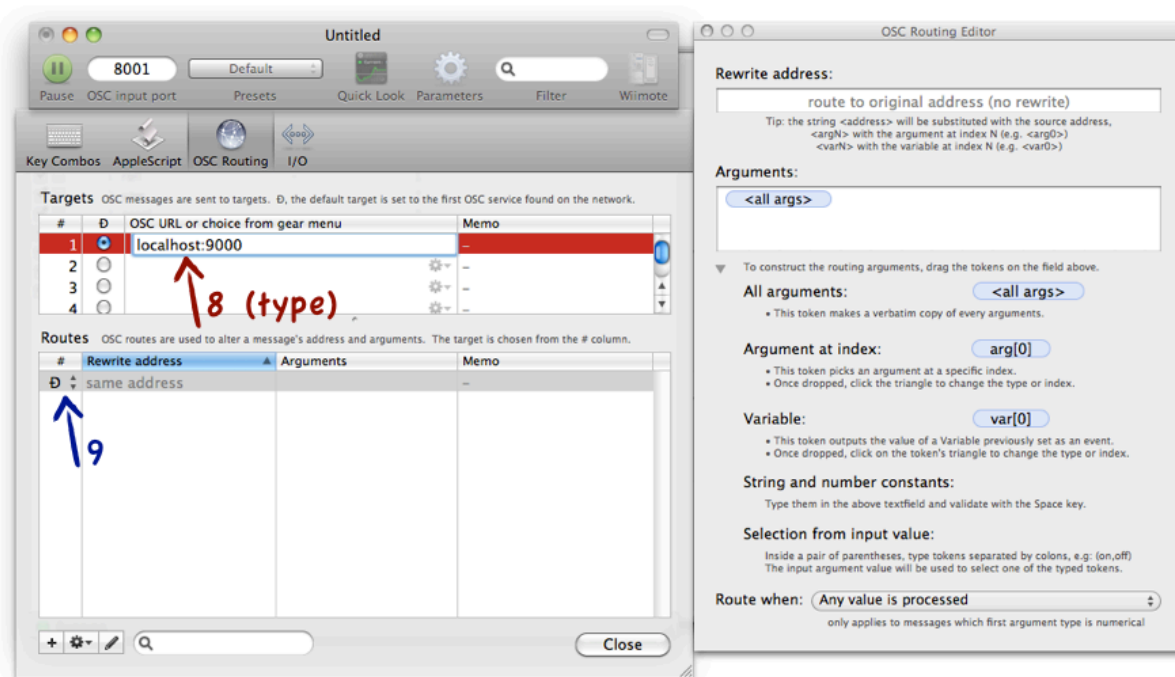 Untitled
8001
Default
Pause
OSC input port
Presets
Quick Look
Parameters
Filter
Wiimote
Key Combos
AppleScript
OSC Routing
I/O
Targets OSC messages are sent to targets. Đ, the default target is set to the first OSC service found on the network.
# Đ OSC URL or choice from gear menu Memo
1 localhost:9000 –
2 –
3 –
4 –
8 (type)
Routes OSC routes are used to alter a message's address and arguments. The target is chosen from the # column.
# Rewrite address Arguments Memo
Đ same address –
9
+
Close
OSC Routing Editor
Rewrite address:
route to original address (no rewrite)
Tip: the string <address> will be substituted with the source address,
<argN> with the argument at index N (e.g. <arg0>)
<varN> with the variable at index N (e.g. <var0>)
Arguments:
<all args>
To construct the routing arguments, drag the tokens on the field above.
All arguments: <all args>
• This token makes a verbatim copy of every arguments.
Argument at index: arg[0]
• This token picks an argument at a specific index.
• Once dropped, click the triangle to change the type or index.
Variable: var[0]
• This token outputs the value of a Variable previously set as an event.
• Once dropped, click on the token's triangle to change the type or index.
String and number constants:
Type them in the above textfield and validate with the Space key.
Selection from input value:
Inside a pair of parentheses, type tokens separated by colons, e.g: (on,off)
The input argument value will be used to select one of the typed tokens.
Route when: Any value is processed
only applies to messages which first argument type is numerical